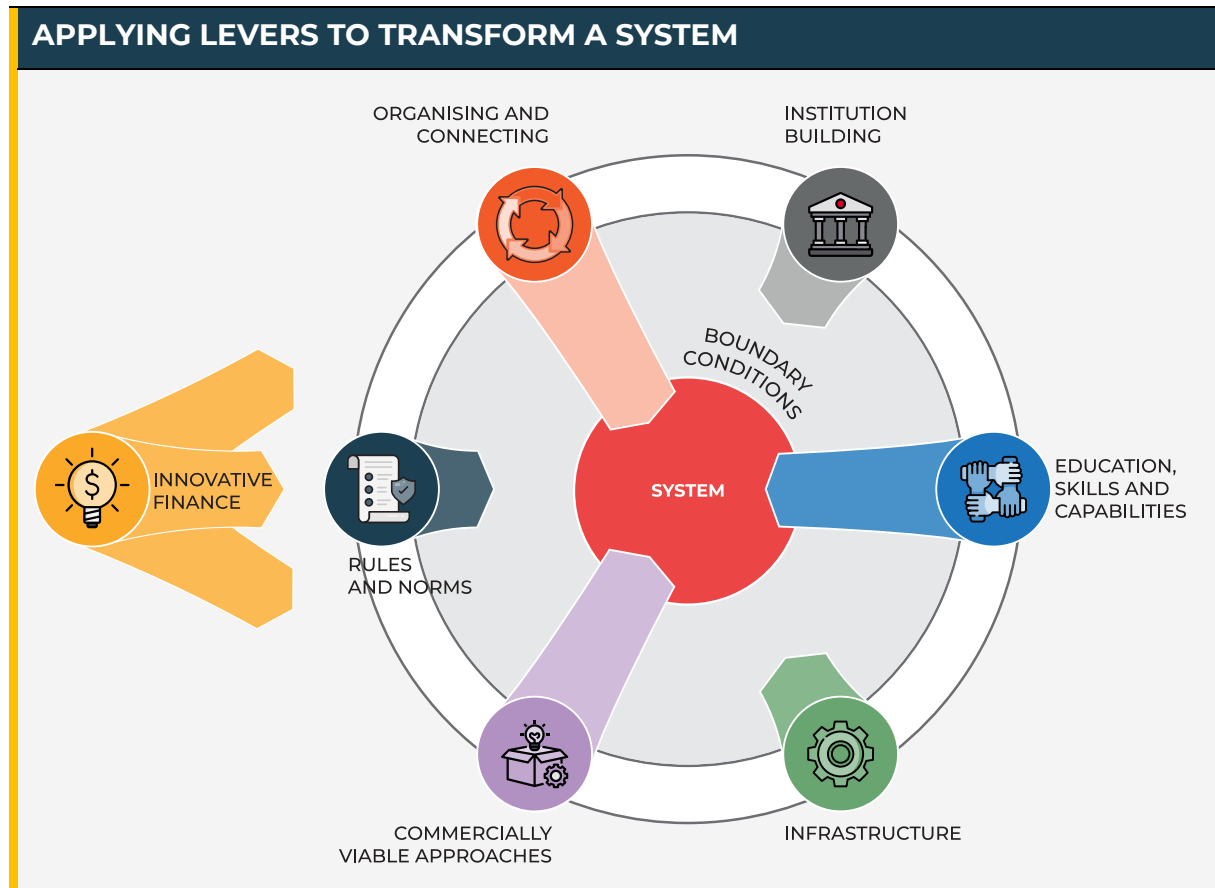 APPLYING LEVERS TO TRANSFORM A SYSTEM
ORGANISING AND
CONNECTING
INSTITUTION
BUILDING
BOUNDARY
CONDITIONS
INNOVATIVE
FINANCE
$
SYSTEM
EDUCATION,
SKILLS AND
CAPABILITIES
RULES
AND NORMS
COMMERCIALLY
VIABLE APPROACHES
INFRASTRUCTURE